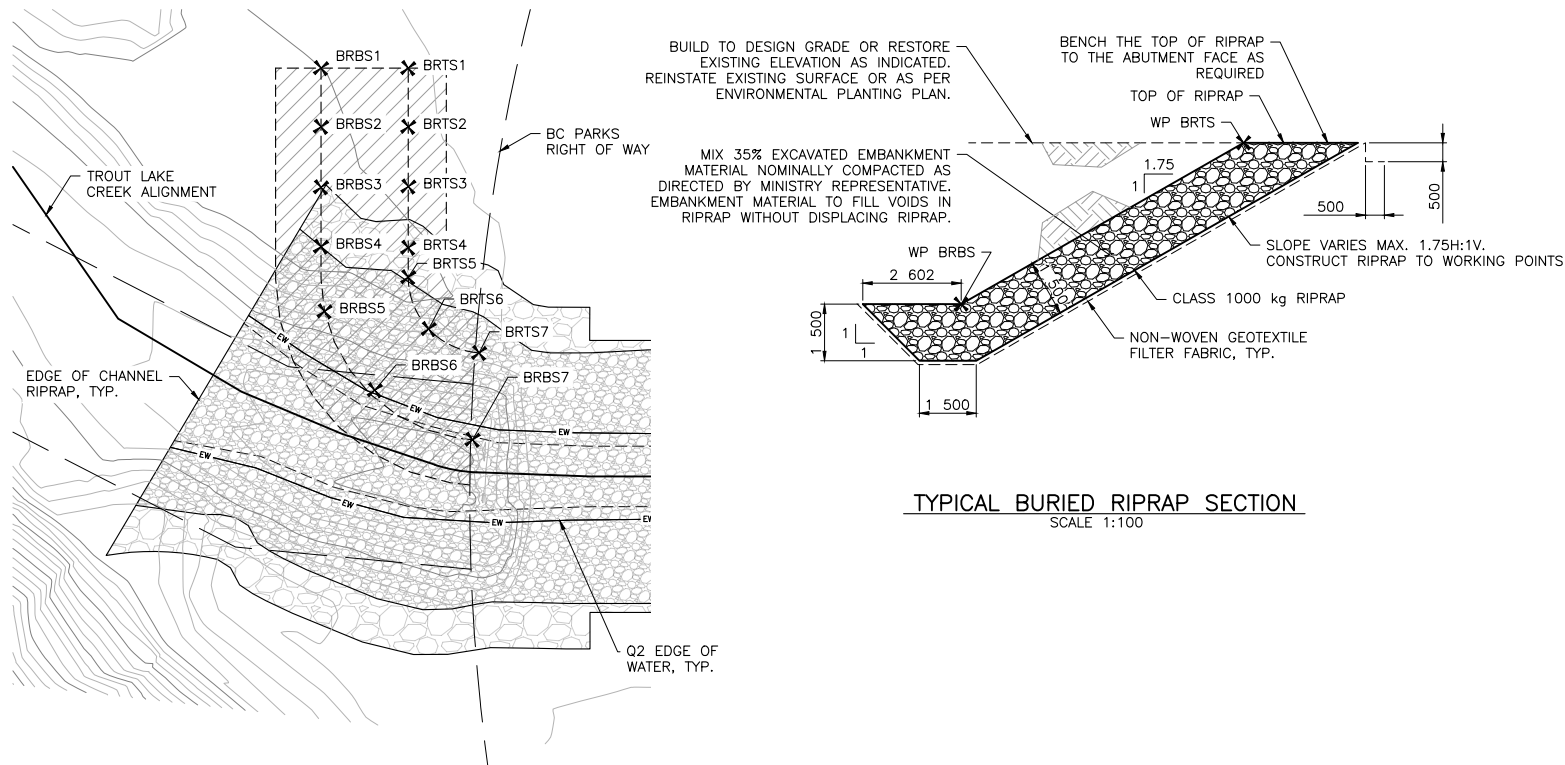 BRBS1
BRTS1
BRBS2
BRTS2
BC PARKS
RIGHT OF WAY
TROUT LAKE
CREEK ALIGNMENT
BRBS3
BRTS3
BRBS4
BRTS4
BRTS5
BRBS5
BRTS6
BRTS7
EW
BRBS6
BRBS7
EDGE OF CHANNEL
RIPRAP, TYP.
EW
EW
EW
EW
EW
EW
Q2 EDGE OF
WATER, TYP.
BUILD TO DESIGN GRADE OR RESTORE
EXISTING ELEVATION AS INDICATED.
REINSTATE EXISTING SURFACE OR AS PER
ENVIRONMENTAL PLANTING PLAN.
BENCH THE TOP OF RIPRAP
TO THE ABUTMENT FACE AS
REQUIRED
TOP OF RIPRAP
WP BRTS
MIX 35% EXCAVATED EMBANKMENT
MATERIAL NOMINALLY COMPACTED AS
DIRECTED BY MINISTRY REPRESENTATIVE.
EMBANKMENT MATERIAL TO FILL VOIDS IN
RIPRAP WITHOUT DISPLACING RIPRAP.
1.75
1
500
500
WP BRBS
2 602
SLOPE VARIES MAX. 1.75H:1V.
CONSTRUCT RIPRAP TO WORKING POINTS
CLASS 1000 kg RIPRAP
1 500
1
1
NON-WOVEN GEOTEXTILE
FILTER FABRIC, TYP.
1 500
TYPICAL BURIED RIPRAP SECTION
SCALE 1:100